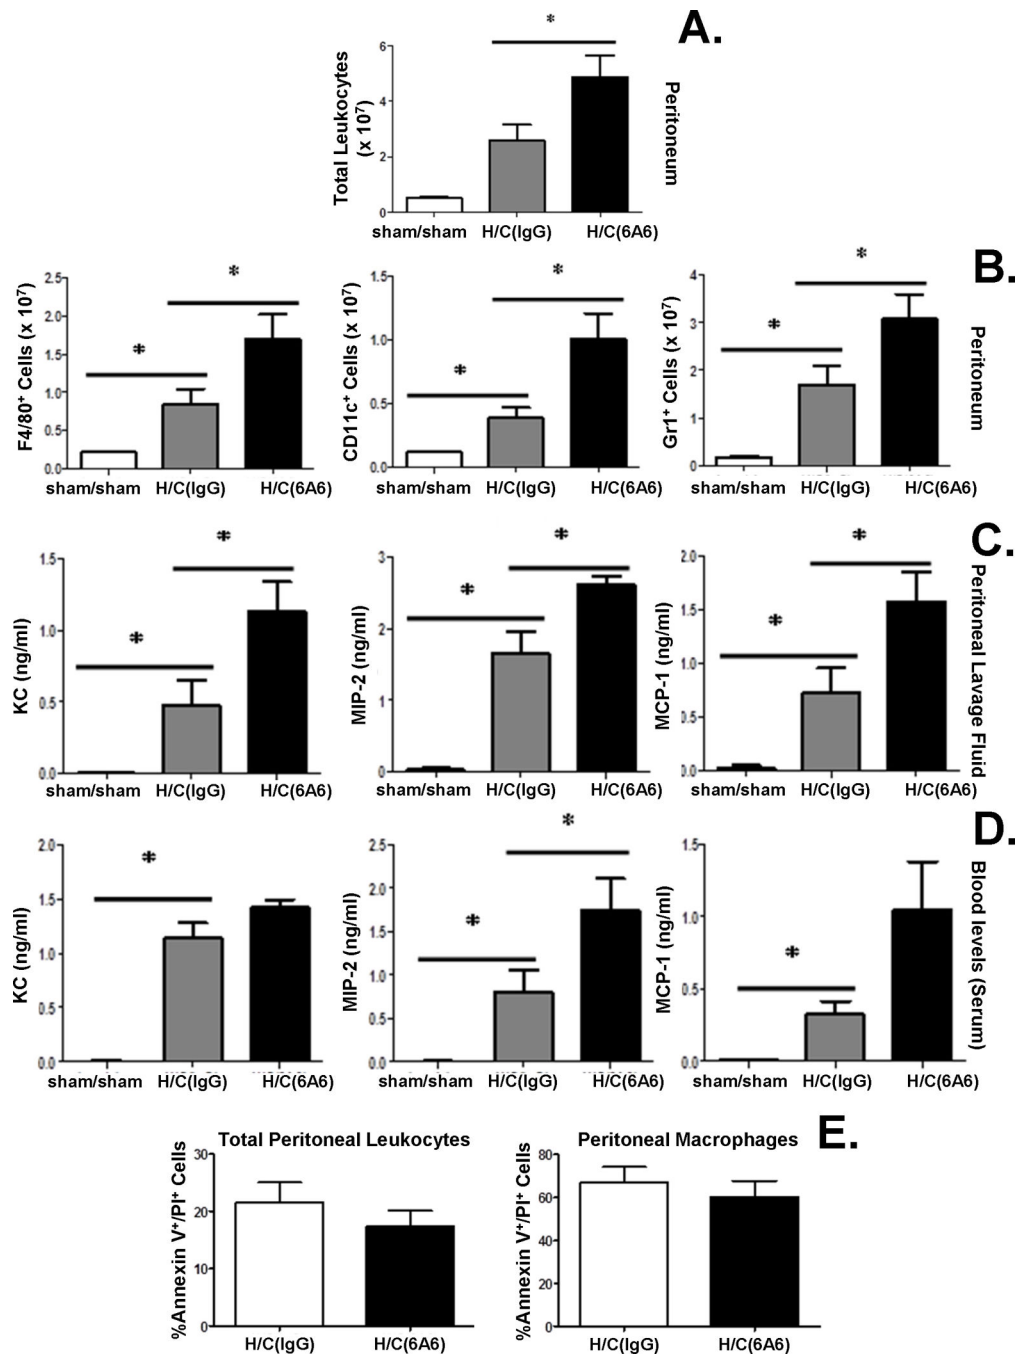 A.
*
Total Leukocytes
(x 10⁷)
6
4
2
0
sham/sham H/C(IgG) H/C(6A6)
Peritoneum
B.
*
*
F4/80⁺ Cells (x 10⁷)
2.5
2.0
1.5
1.0
0.5
0.0
sham/sham H/C(IgG) H/C(6A6)
*
*
CD11c⁺ Cells (x 10⁷)
1.5
1.0
0.5
0.0
sham/sham H/C(IgG) H/C(6A6)
*
*
Gr1⁺ Cells (x 10⁷)
4
3
2
1
0
sham/sham H/C(IgG) H/C(6A6)
Peritoneum
C.
*
*
KC (ng/ml)
1.5
1.0
0.5
0.0
sham/sham H/C(IgG) H/C(6A6)
*
*
MIP-2 (ng/ml)
3
2
1
0
sham/sham H/C(IgG) H/C(6A6)
*
*
MCP-1 (ng/ml)
2.0
1.5
1.0
0.5
0.0
sham/sham H/C(IgG) H/C(6A6)
Peritoneal Lavage Fluid
D.
*
KC (ng/ml)
2.0
1.5
1.0
0.5
0.0
sham/sham H/C(IgG) H/C(6A6)
*
*
MIP-2 (ng/ml)
2.5
2.0
1.5
1.0
0.5
0.0
sham/sham H/C(IgG) H/C(6A6)
*
MCP-1 (ng/ml)
1.5
1.0
0.5
0.0
sham/sham H/C(IgG) H/C(6A6)
Blood levels (Serum)
E.
Total Peritoneal Leukocytes
%Annexin V⁺/PI⁺ Cells
30
20
10
0
H/C(IgG) H/C(6A6)
Peritoneal Macrophages
%Annexin V⁺/PI⁺ Cells
80
60
40
20
0
H/C(IgG) H/C(6A6)